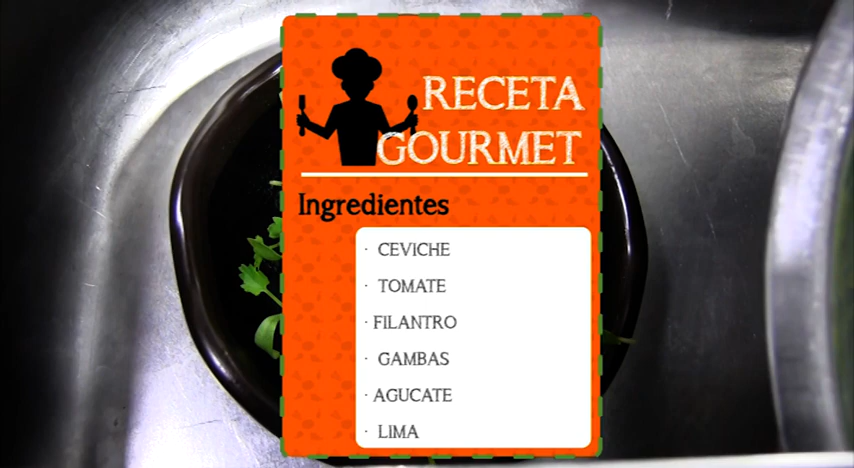 RECETA
GOURMET
Ingredientes
· CEVICHE
· TOMATE
· FILANTRO
· GAMBAS
· AGUCATE
· LIMA